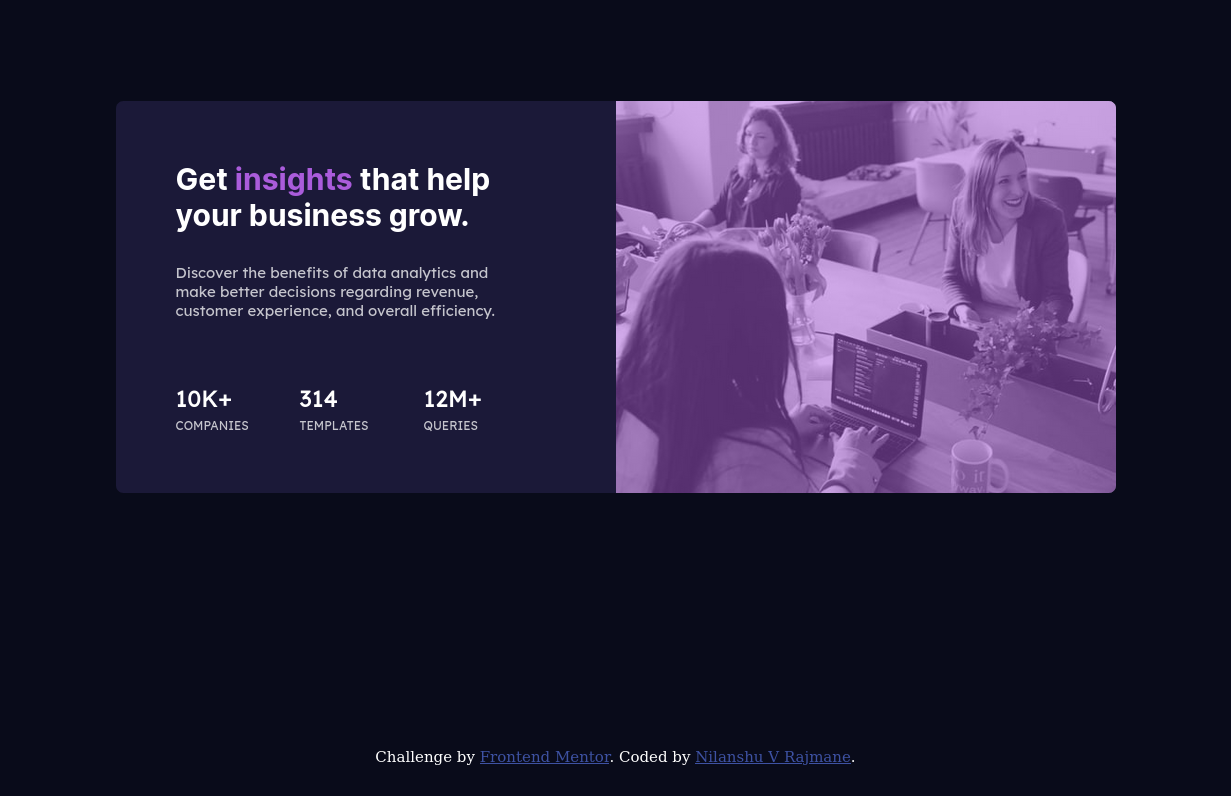 Get insights that help
your business grow.
Discover the benefits of data analytics and
make better decisions regarding revenue,
customer experience, and overall efficiency.
10K+ 314 12M+
COMPANIES TEMPLATES QUERIES
Challenge by Frontend Mentor. Coded by Nilanshu V Rajmane.